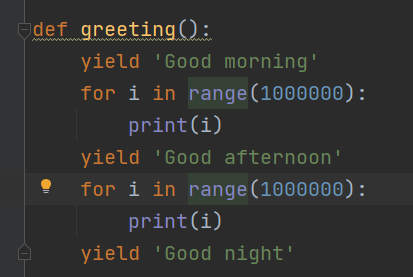 def greeting():
    yield 'Good morning'
    for i in range(1000000):
        print(i)
    yield 'Good afternoon'
    for i in range(1000000):
        print(i)
    yield 'Good night'